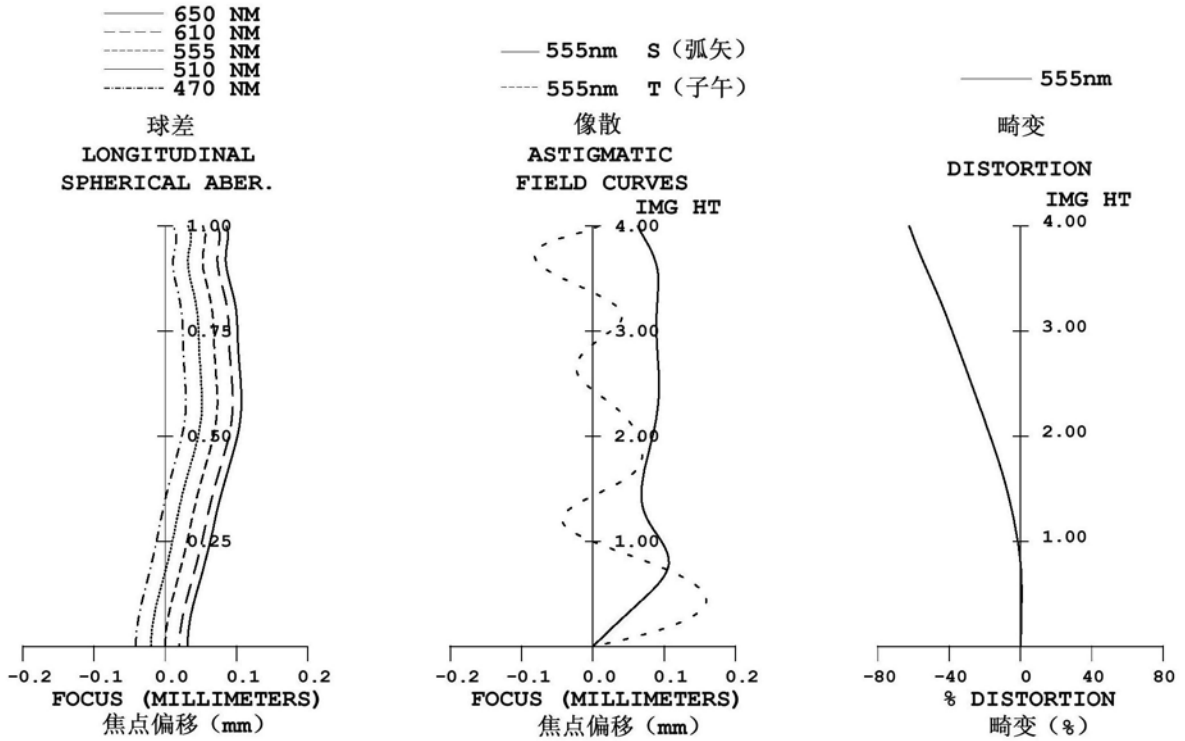 650 NM
610 NM
555 NM
510 NM
470 NM
球差
LONGITUDINAL
SPHERICAL ABER.
1.00
0.75
0.50
0.25
-0.2 -0.1 0.0 0.1 0.2
FOCUS (MILLIMETERS)
焦点偏移（mm）
555nm S（弧矢）
555nm T（子午）
像散
ASTIGMATIC
FIELD CURVES
IMG HT
4.00
3.00
2.00
1.00
-0.2 -0.1 0.0 0.1 0.2
FOCUS (MILLIMETERS)
焦点偏移（mm）
555nm
畸变
DISTORTION
IMG HT
4.00
3.00
2.00
1.00
-80 -40 0 40 80
% DISTORTION
畸变（%）